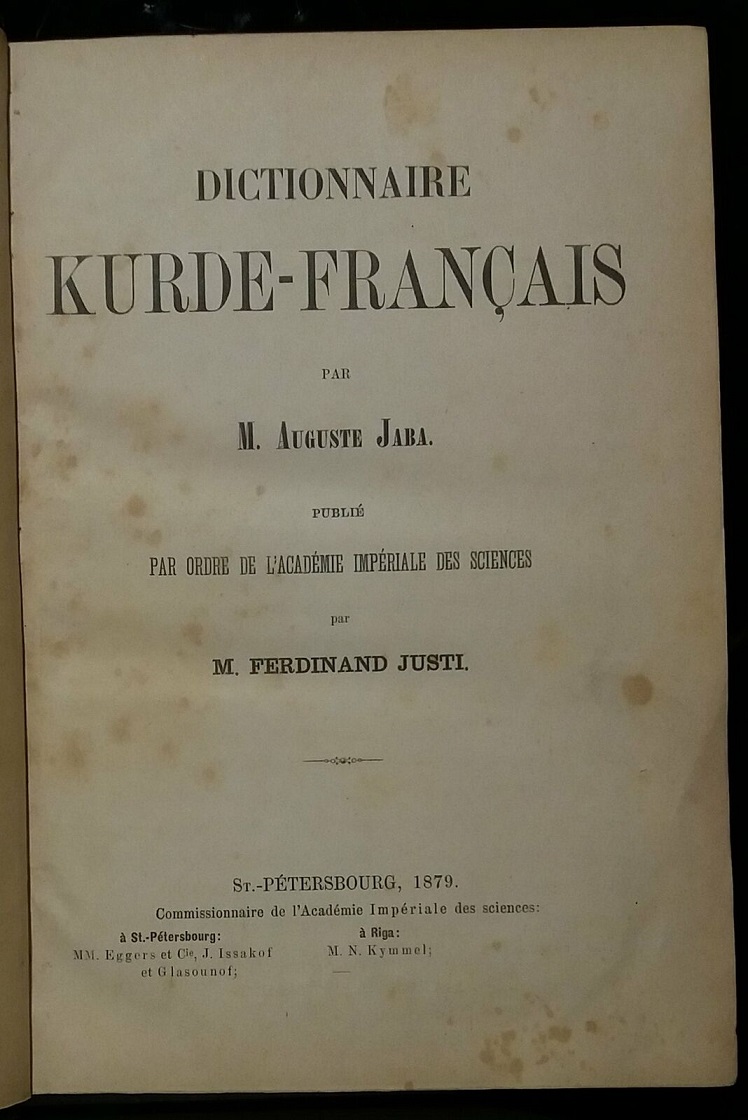 DICTIONNAIRE
KURDE-FRANÇAIS
PAR
M. AUGUSTE JABA.
PUBLIÉ
PAR ORDRE DE L'ACADÉMIE IMPÉRIALE DES SCIENCES
par
M. FERDINAND JUSTI.
ST.-PÉTERSBOURG, 1879.
Commissionnaire de l'Académie Impériale des sciences:
à St.-Pétersbourg:
MM. Eggers et Cie, J. Issakof
et Glasounof;
à Riga:
M. N. Kymmel;